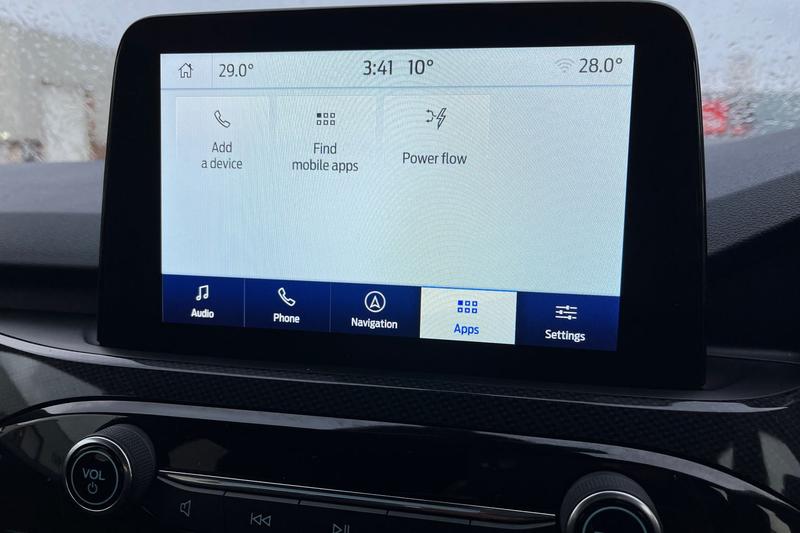 29.0° 3:41 10° 28.0°
Add
a device
Find
mobile apps
Power flow
Audio
Phone
Navigation
Apps
Settings
VOL